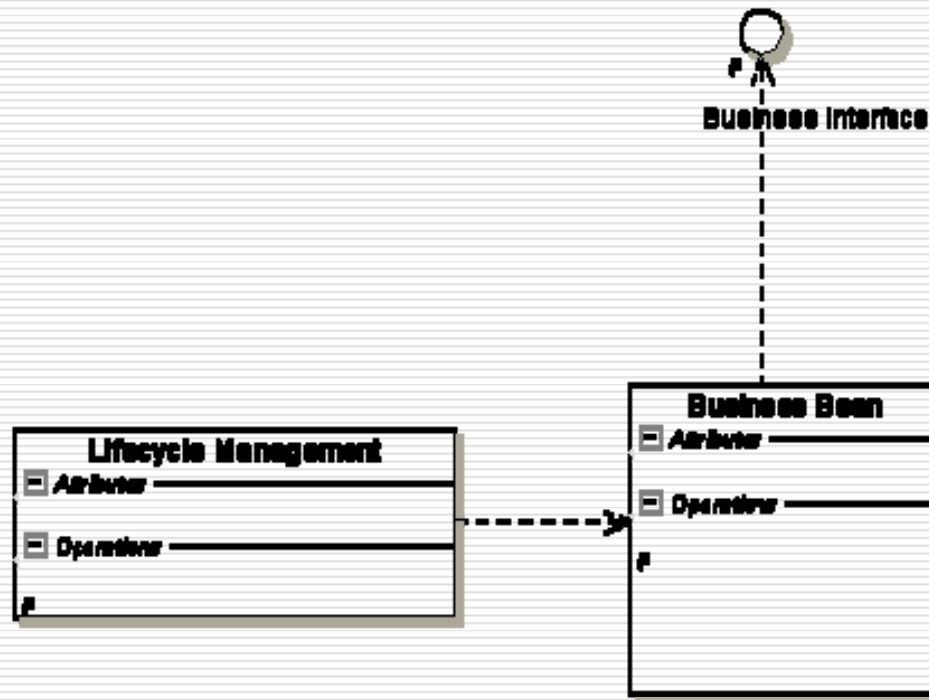 Business Interface
Business Bean
Attributes
Operations
Lifecycle Management
Attributes
Operations